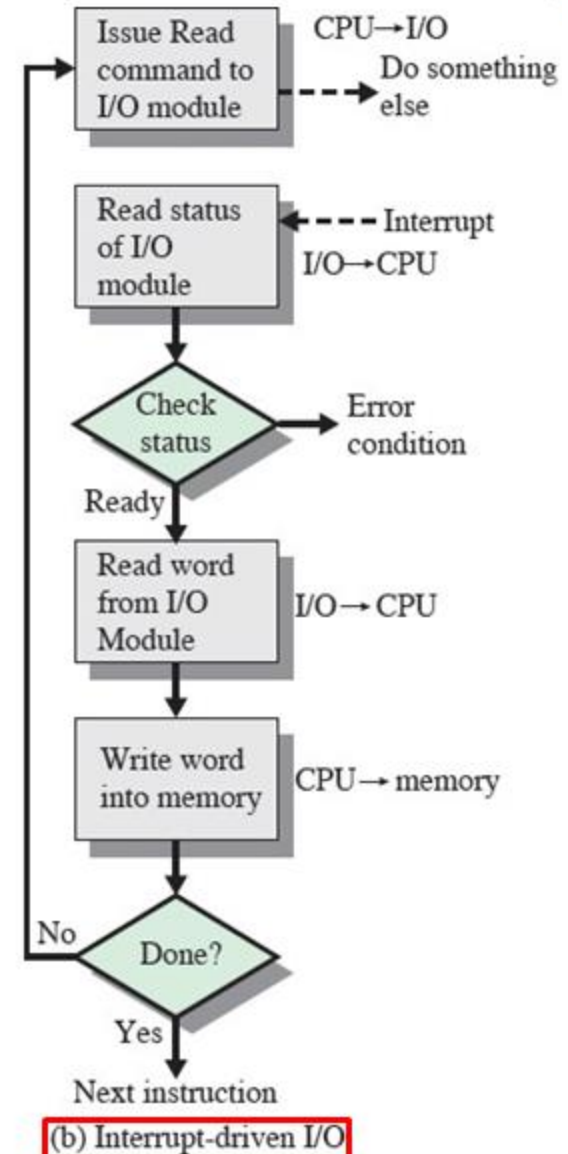 Issue Read
command to
I/O module
CPU→I/O
Do something
else
Read status
of I/O
module
Interrupt
I/O→CPU
Check
status
Error
condition
Ready
Read word
from I/O
Module
I/O→ CPU
Write word
into memory
CPU→ memory
No
Done?
Yes
Next instruction
(b) Interrupt-driven I/O